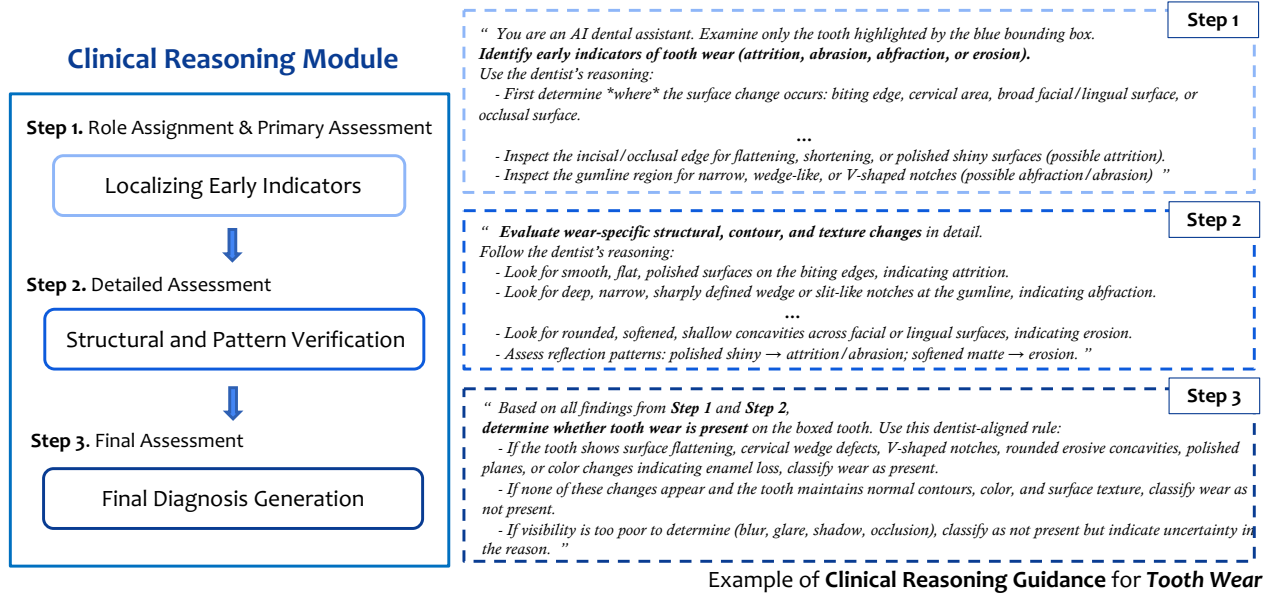 Clinical Reasoning Module
Step 1. Role Assignment & Primary Assessment
Localizing Early Indicators
Step 2. Detailed Assessment
Structural and Pattern Verification
Step 3. Final Assessment
Final Diagnosis Generation
Step 1
“ You are an AI dental assistant. Examine only the tooth highlighted by the blue bounding box.
Identify early indicators of tooth wear (attrition, abrasion, abfraction, or erosion).
Use the dentist’s reasoning:
- First determine *where* the surface change occurs: biting edge, cervical area, broad facial/lingual surface, or
occlusal surface.
...
- Inspect the incisal/occlusal edge for flattening, shortening, or polished shiny surfaces (possible attrition).
- Inspect the gumline region for narrow, wedge-like, or V-shaped notches (possible abfraction/abrasion) ”
Step 2
“ Evaluate wear-specific structural, contour, and texture changes in detail.
Follow the dentist’s reasoning:
- Look for smooth, flat, polished surfaces on the biting edges, indicating attrition.
- Look for deep, narrow, sharply defined wedge or slit-like notches at the gumline, indicating abfraction.
...
- Look for rounded, softened, shallow concavities across facial or lingual surfaces, indicating erosion.
- Assess reflection patterns: polished shiny → attrition/abrasion; softened matte → erosion. ”
Step 3
“ Based on all findings from Step 1 and Step 2,
determine whether tooth wear is present on the boxed tooth. Use this dentist-aligned rule:
- If the tooth shows surface flattening, cervical wedge defects, V-shaped notches, rounded erosive concavities, polished
planes, or color changes indicating enamel loss, classify wear as present.
- If none of these changes appear and the tooth maintains normal contours, color, and surface texture, classify wear as
not present.
- If visibility is too poor to determine (blur, glare, shadow, occlusion), classify as not present but indicate uncertainty in
the reason. ”
Example of Clinical Reasoning Guidance for Tooth Wear